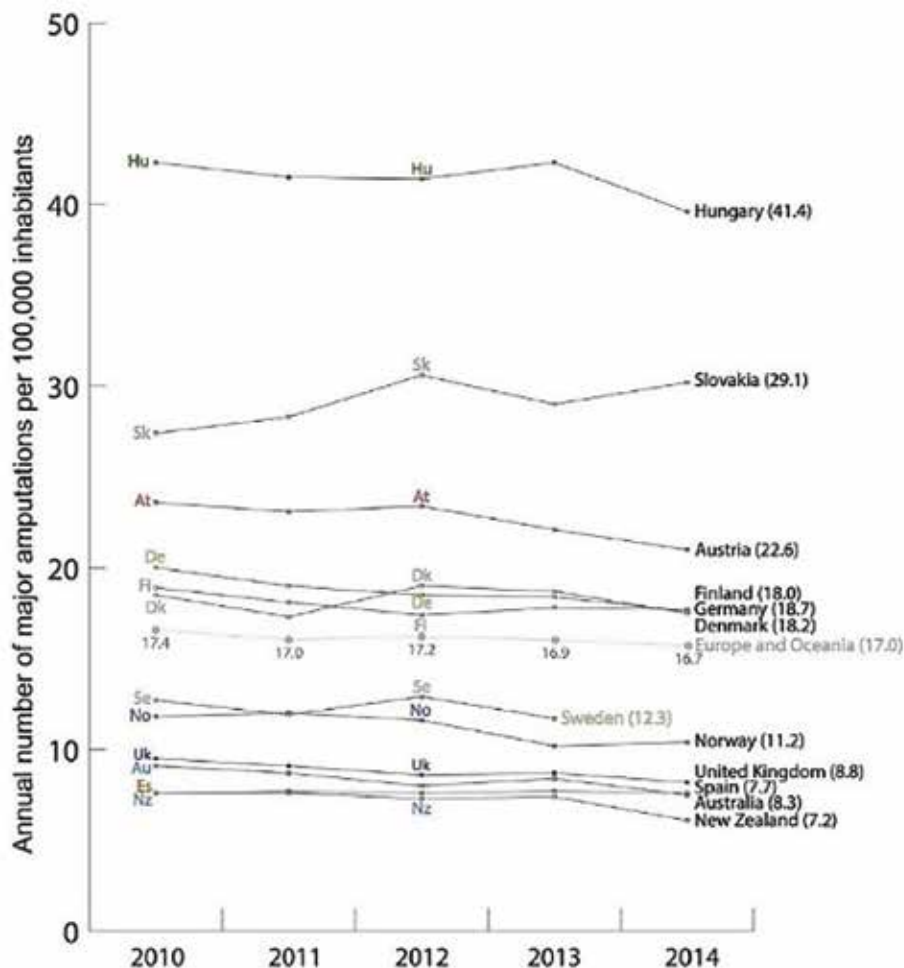 Annual number of major amputations per 100,000 inhabitants
50
40
30
20
10
0
Hu
Hu
Hungary (41.4)
Sk
Sk
Slovakia (29.1)
At
At
Austria (22.6)
De
Fi
Dk
Dk
De
Fi
Finland (18.0)
Germany (18.7)
Denmark (18.2)
Europe and Oceania (17.0)
17.4
17.0
17.2
16.9
16.7
Se
No
Se
No
Sweden (12.3)
Norway (11.2)
Uk
Au
Es
Nz
Uk
Nz
United Kingdom (8.8)
Spain (7.7)
Australia (8.3)
New Zealand (7.2)
2010 2011 2012 2013 2014